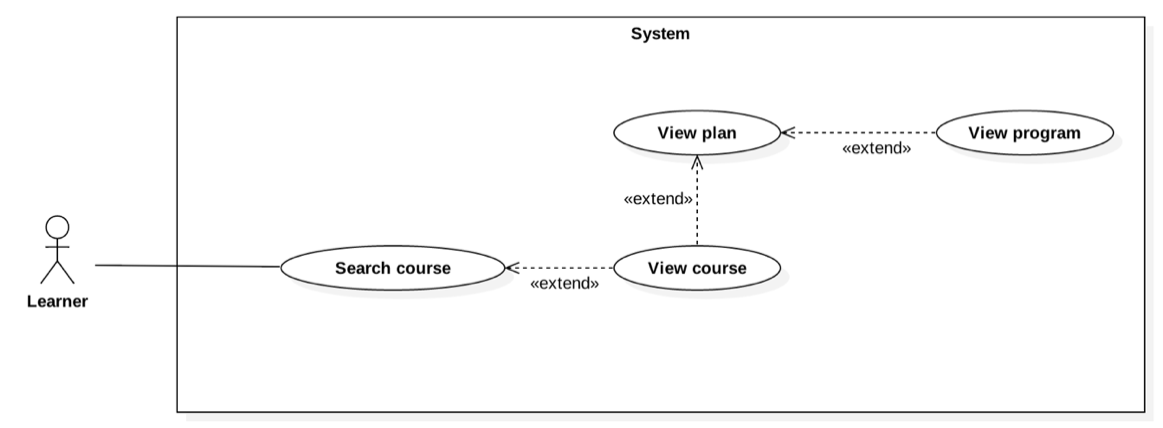 System
View plan
View program
«extend»
«extend»
Search course
View course
«extend»
Learner